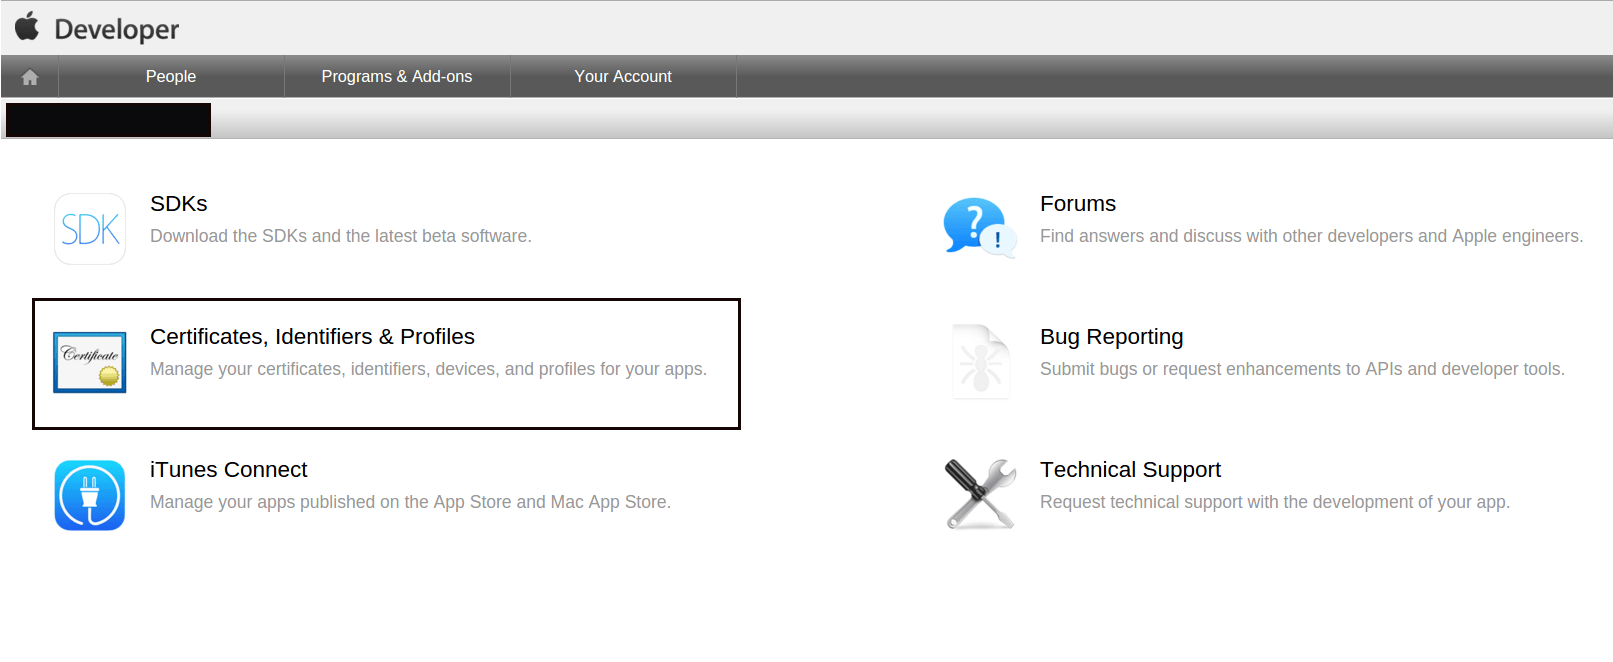 Developer
People
Programs & Add-ons
Your Account
SDK
SDKs
Download the SDKs and the latest beta software.
Forums
Find answers and discuss with other developers and Apple engineers.
?
!
Certificate
Certificates, Identifiers & Profiles
Manage your certificates, identifiers, devices, and profiles for your apps.
Bug Reporting
Submit bugs or request enhancements to APIs and developer tools.
iTunes Connect
Manage your apps published on the App Store and Mac App Store.
Technical Support
Request technical support with the development of your app.